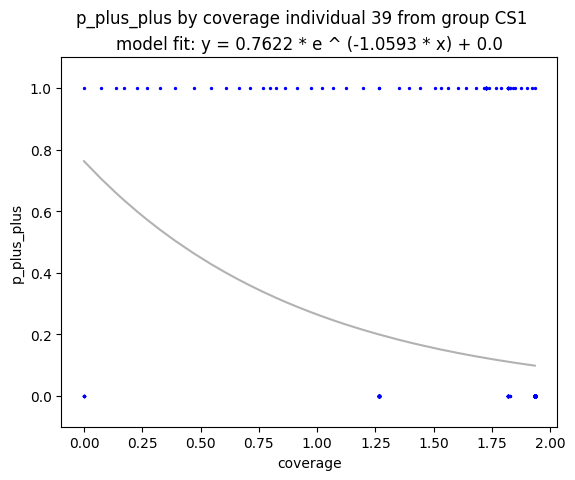 p_plus_plus by coverage individual 39 from group CS1
model fit: y = 0.7622 * e ^ (-1.0593 * x) + 0.0
1.0
0.8
0.6
0.4
0.2
0.0
p_plus_plus
0.00 0.25 0.50 0.75 1.00 1.25 1.50 1.75 2.00
coverage